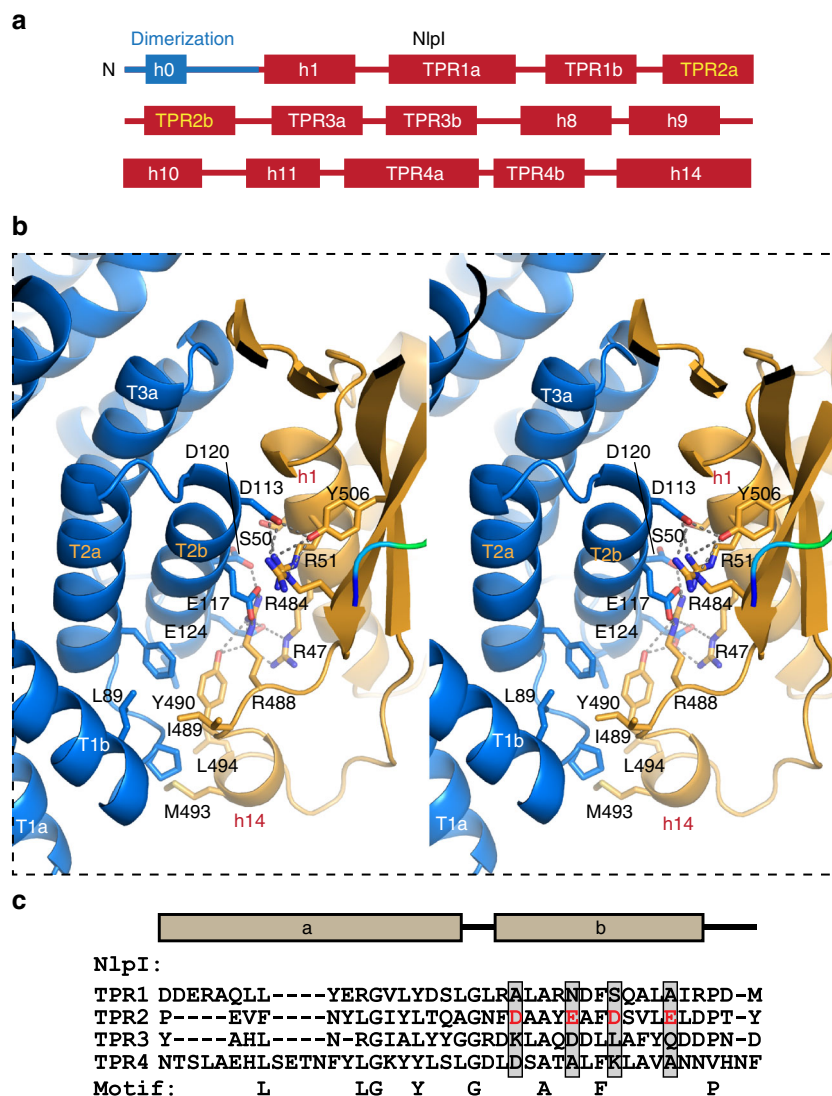 a
Dimerization
NlpI
N h0 h1 TPR1a TPR1b TPR2a
TPR2b TPR3a TPR3b h8 h9
h10 h11 TPR4a TPR4b h14
b
T3a
D120
h1
D113
Y506
S50
T2a
T2b
R51
E117
R484
E124
R47
L89
Y490
R488
I489
T1b
L494
M493
T1a
h14
T3a
D120
h1
D113
Y506
S50
T2a
T2b
R51
E117
R484
E124
R47
L89
Y490
R488
I489
T1b
L494
M493
T1a
h14
c
a b
NlpI:
TPR1 DDERAQLL----YERGVLYDSLGLRALARNDFSQALAIRPD-M
TPR2 P----EVF----NYLGIYLTQAGNFDAAYEAFDSVLELDPT-Y
TPR3 Y----AHL----N-RGIALYYGGRDKLAQDDLLAFYQDDPN-D
TPR4 NTSLAEHLSETNFYLGKYYLSLGDLDSATALFKLAVANNVHNF
Motif: L LG Y G A F P